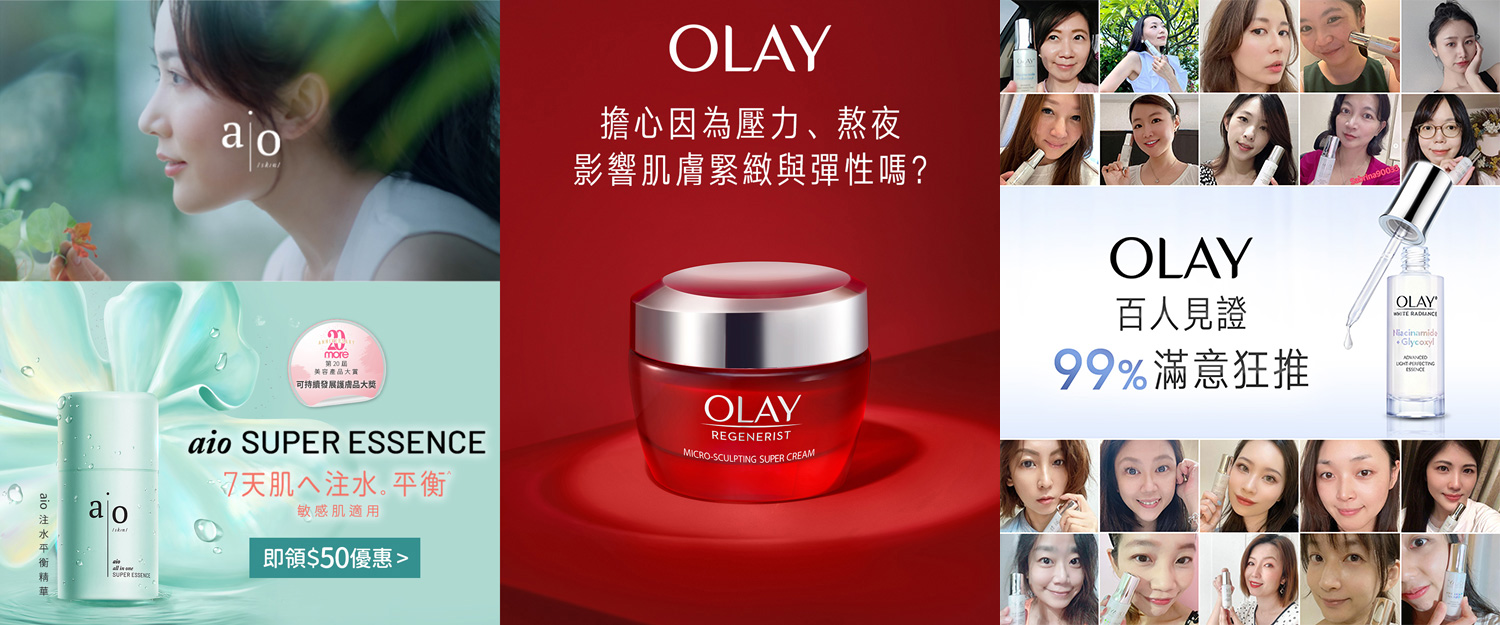 a|o
/skin/
20
more
第20屆
美容產品大賞
可持續發展護膚品大獎
aio SUPER ESSENCE
7天肌へ注水。平衡^
敏感肌適用
即領$50優惠 >
aio 注水平衡精華
a|o
/skin/
aio
all in one
SUPER ESSENCE
OLAY
擔心因為壓力、熬夜
影響肌膚緊緻與彈性嗎?
OLAY
REGENERIST
MICRO-SCULPTING SUPER CREAM
OLAY
百人見證
99%滿意狂推
OLAY®
WHITE RADIANCE
Niacinamide
+ Glycoxyl
ADVANCED
LIGHT-PERFECTING
ESSENCE